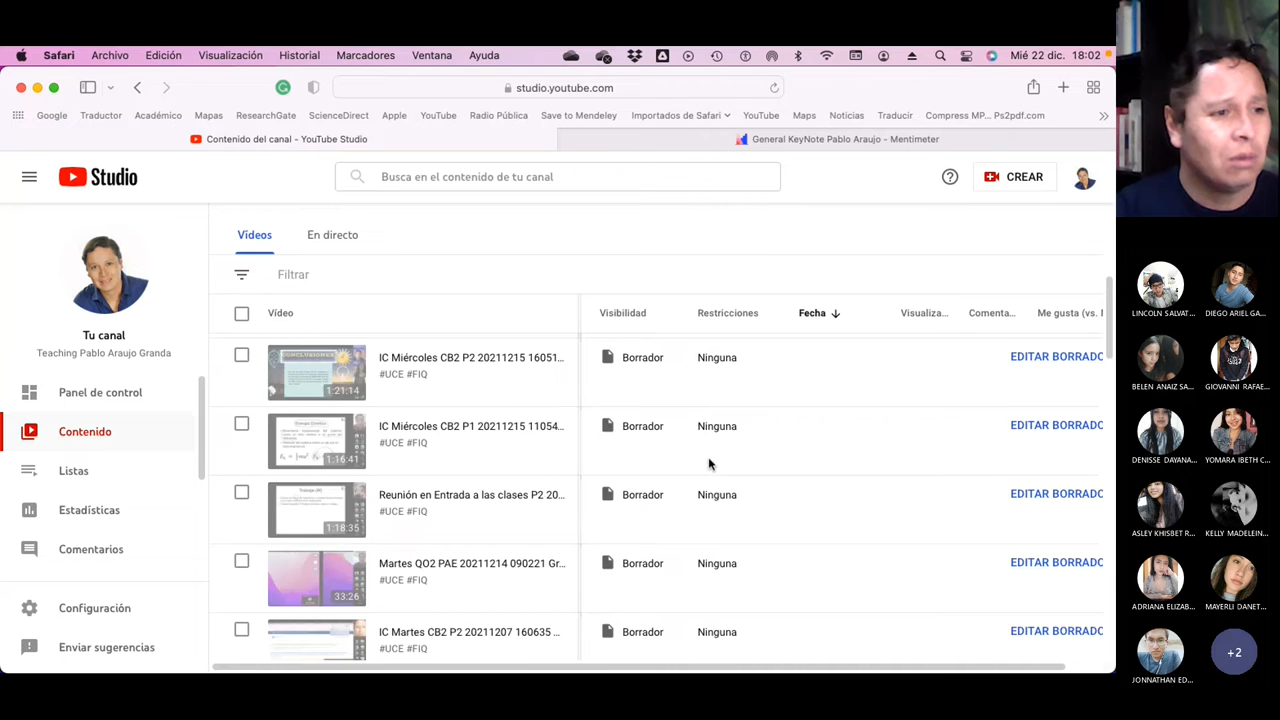 Safari Archivo Edición Visualización Historial Marcadores Ventana Ayuda Mié 22 dic. 18:02
studio.youtube.com
Google Traductor Académico Mapas ResearchGate ScienceDirect Apple YouTube Radio Pública Save to Mendeley Importados de Safari YouTube Maps Noticias Traducir Compress MP... Ps2pdf.com
Contenido del canal - YouTube Studio General KeyNote Pablo Araujo - Mentimeter
Studio Busca en el contenido de tu canal CREAR
Vídeos En directo
Filtrar
Tu canal
Teaching Pablo Araujo Granda
Panel de control
Contenido
Listas
Estadísticas
Comentarios
Configuración
Enviar sugerencias
Vídeo Visibilidad Restricciones Fecha Visualiza... Comenta... Me gusta (vs.
CONCLUSIONES
1:21:14
IC Miércoles CB2 P2 20211215 16051... Borrador Ninguna EDITAR BORRADO
#UCE #FIQ
1:16:41
IC Miércoles CB2 P1 20211215 11054... Borrador Ninguna EDITAR BORRADO
#UCE #FIQ
1:18:35
Reunión en Entrada a las clases P2 20... Borrador Ninguna EDITAR BORRADO
#UCE #FIQ
33:26
Martes QO2 PAE 20211214 090221 Gr... Borrador Ninguna EDITAR BORRADO
#UCE #FIQ
IC Martes CB2 P2 20211207 160635 ... Borrador Ninguna EDITAR BORRADO
#UCE #FIQ
LINCOLN SALVAT... DIEGO ARIEL GA...
BELEN ANAIZ SA... GIOVANNI RAFAE...
DENISSE DAYANA... YOMARA IBETH C...
ASLEY KHISBET R... KELLY MADELEIN...
ADRIANA ELIZAB... MAYERLI DANET...
JONNATHAN ED... +2